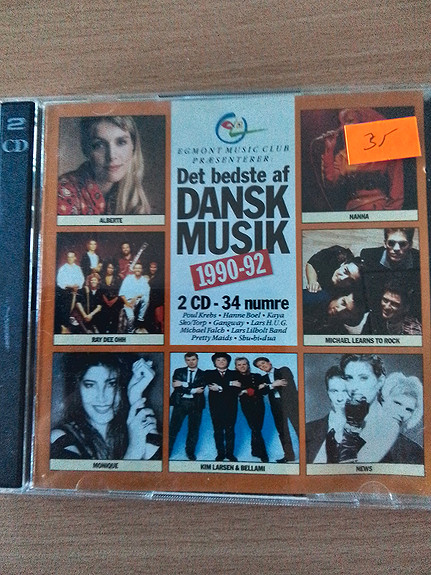 2
CD
EGMONT MUSIC CLUB
PRÆSENTERER:
Det bedste af
DANSK
MUSIK
1990-92
2 CD - 34 numre
Poul Krebs • Hanne Boel • Kaya
Sko/Torp • Gangway • Lars H.U.G.
Michael Falch • Lars Lilholt Band
Pretty Maids • Shu•bi•dua
35
ALBERTE
NANNA
RAY DEE OHH
MICHAEL LEARNS TO ROCK
MONIQUE
KIM LARSEN & BELLAMI
NEWS